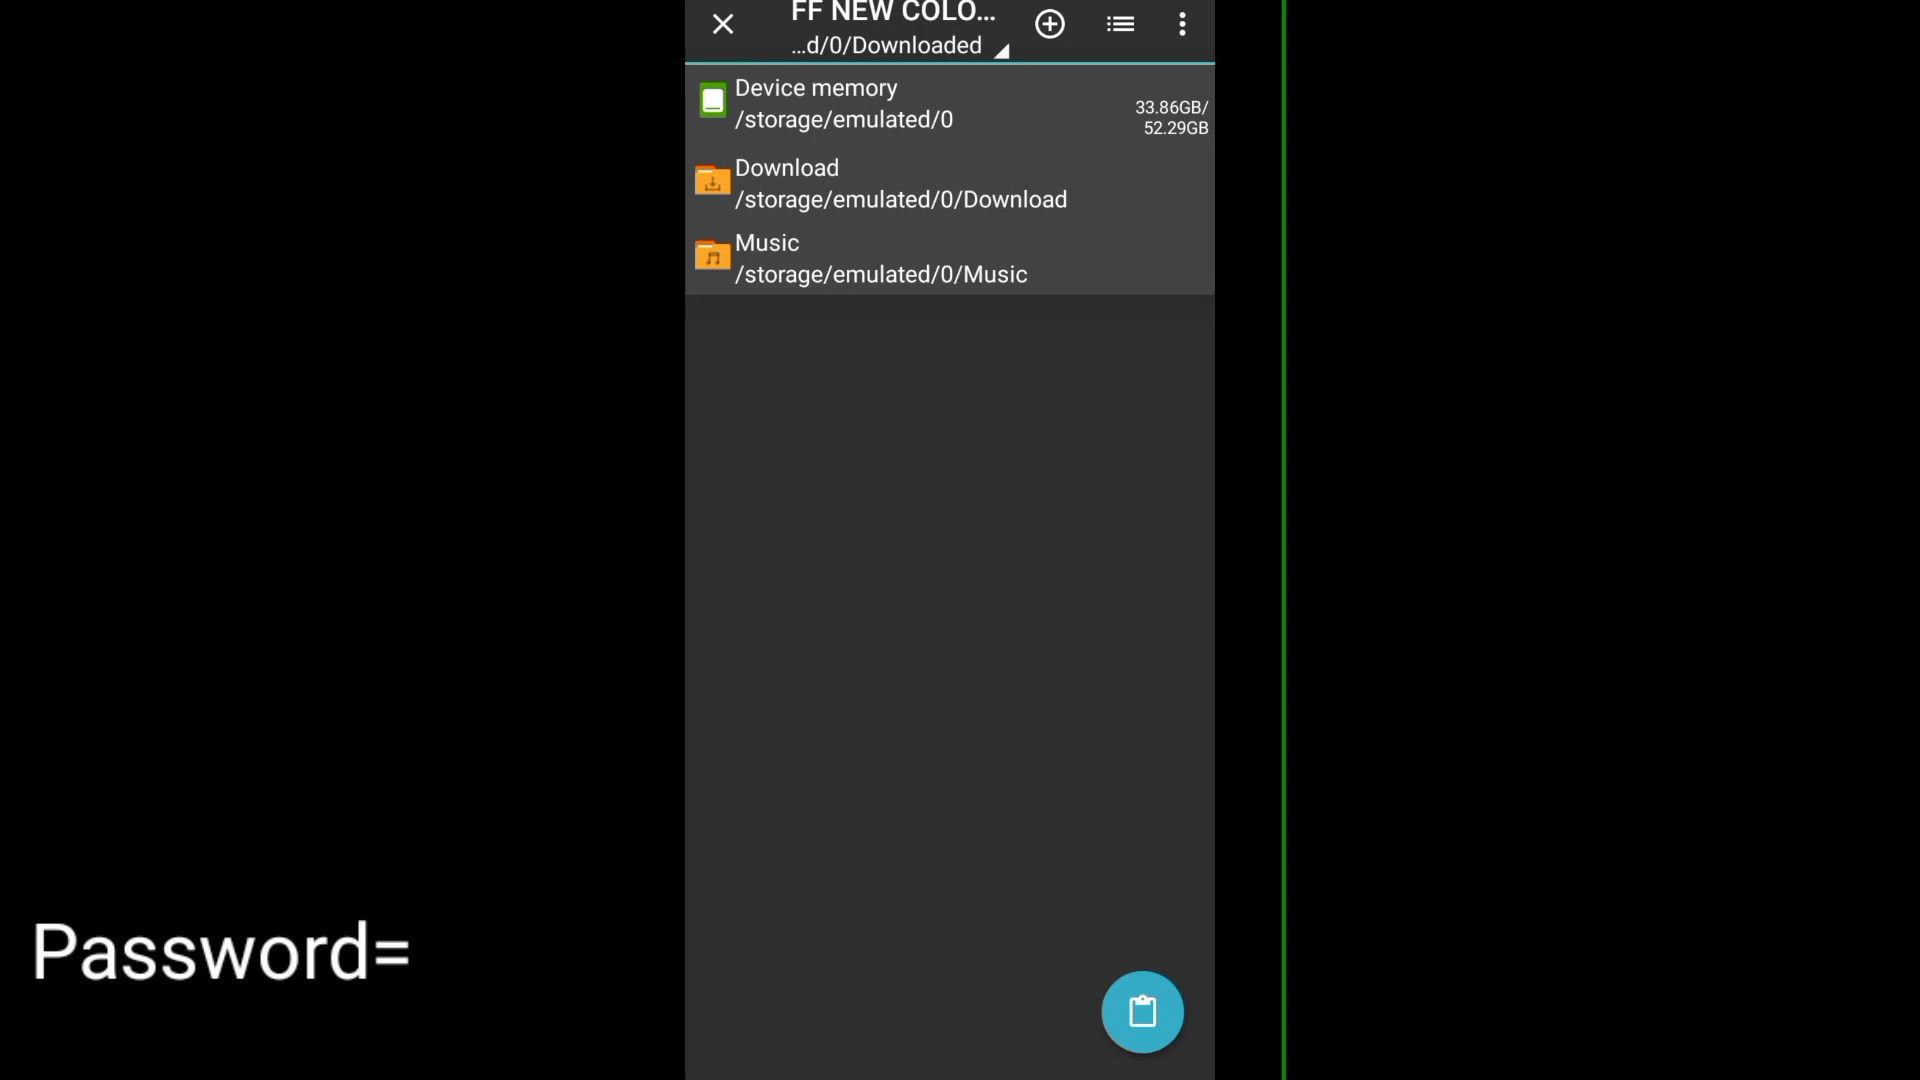 FF NEW COLO...
...d/0/Downloaded
Device memory
/storage/emulated/0
33.86GB/
52.29GB
Download
/storage/emulated/0/Download
Music
/storage/emulated/0/Music
Password=